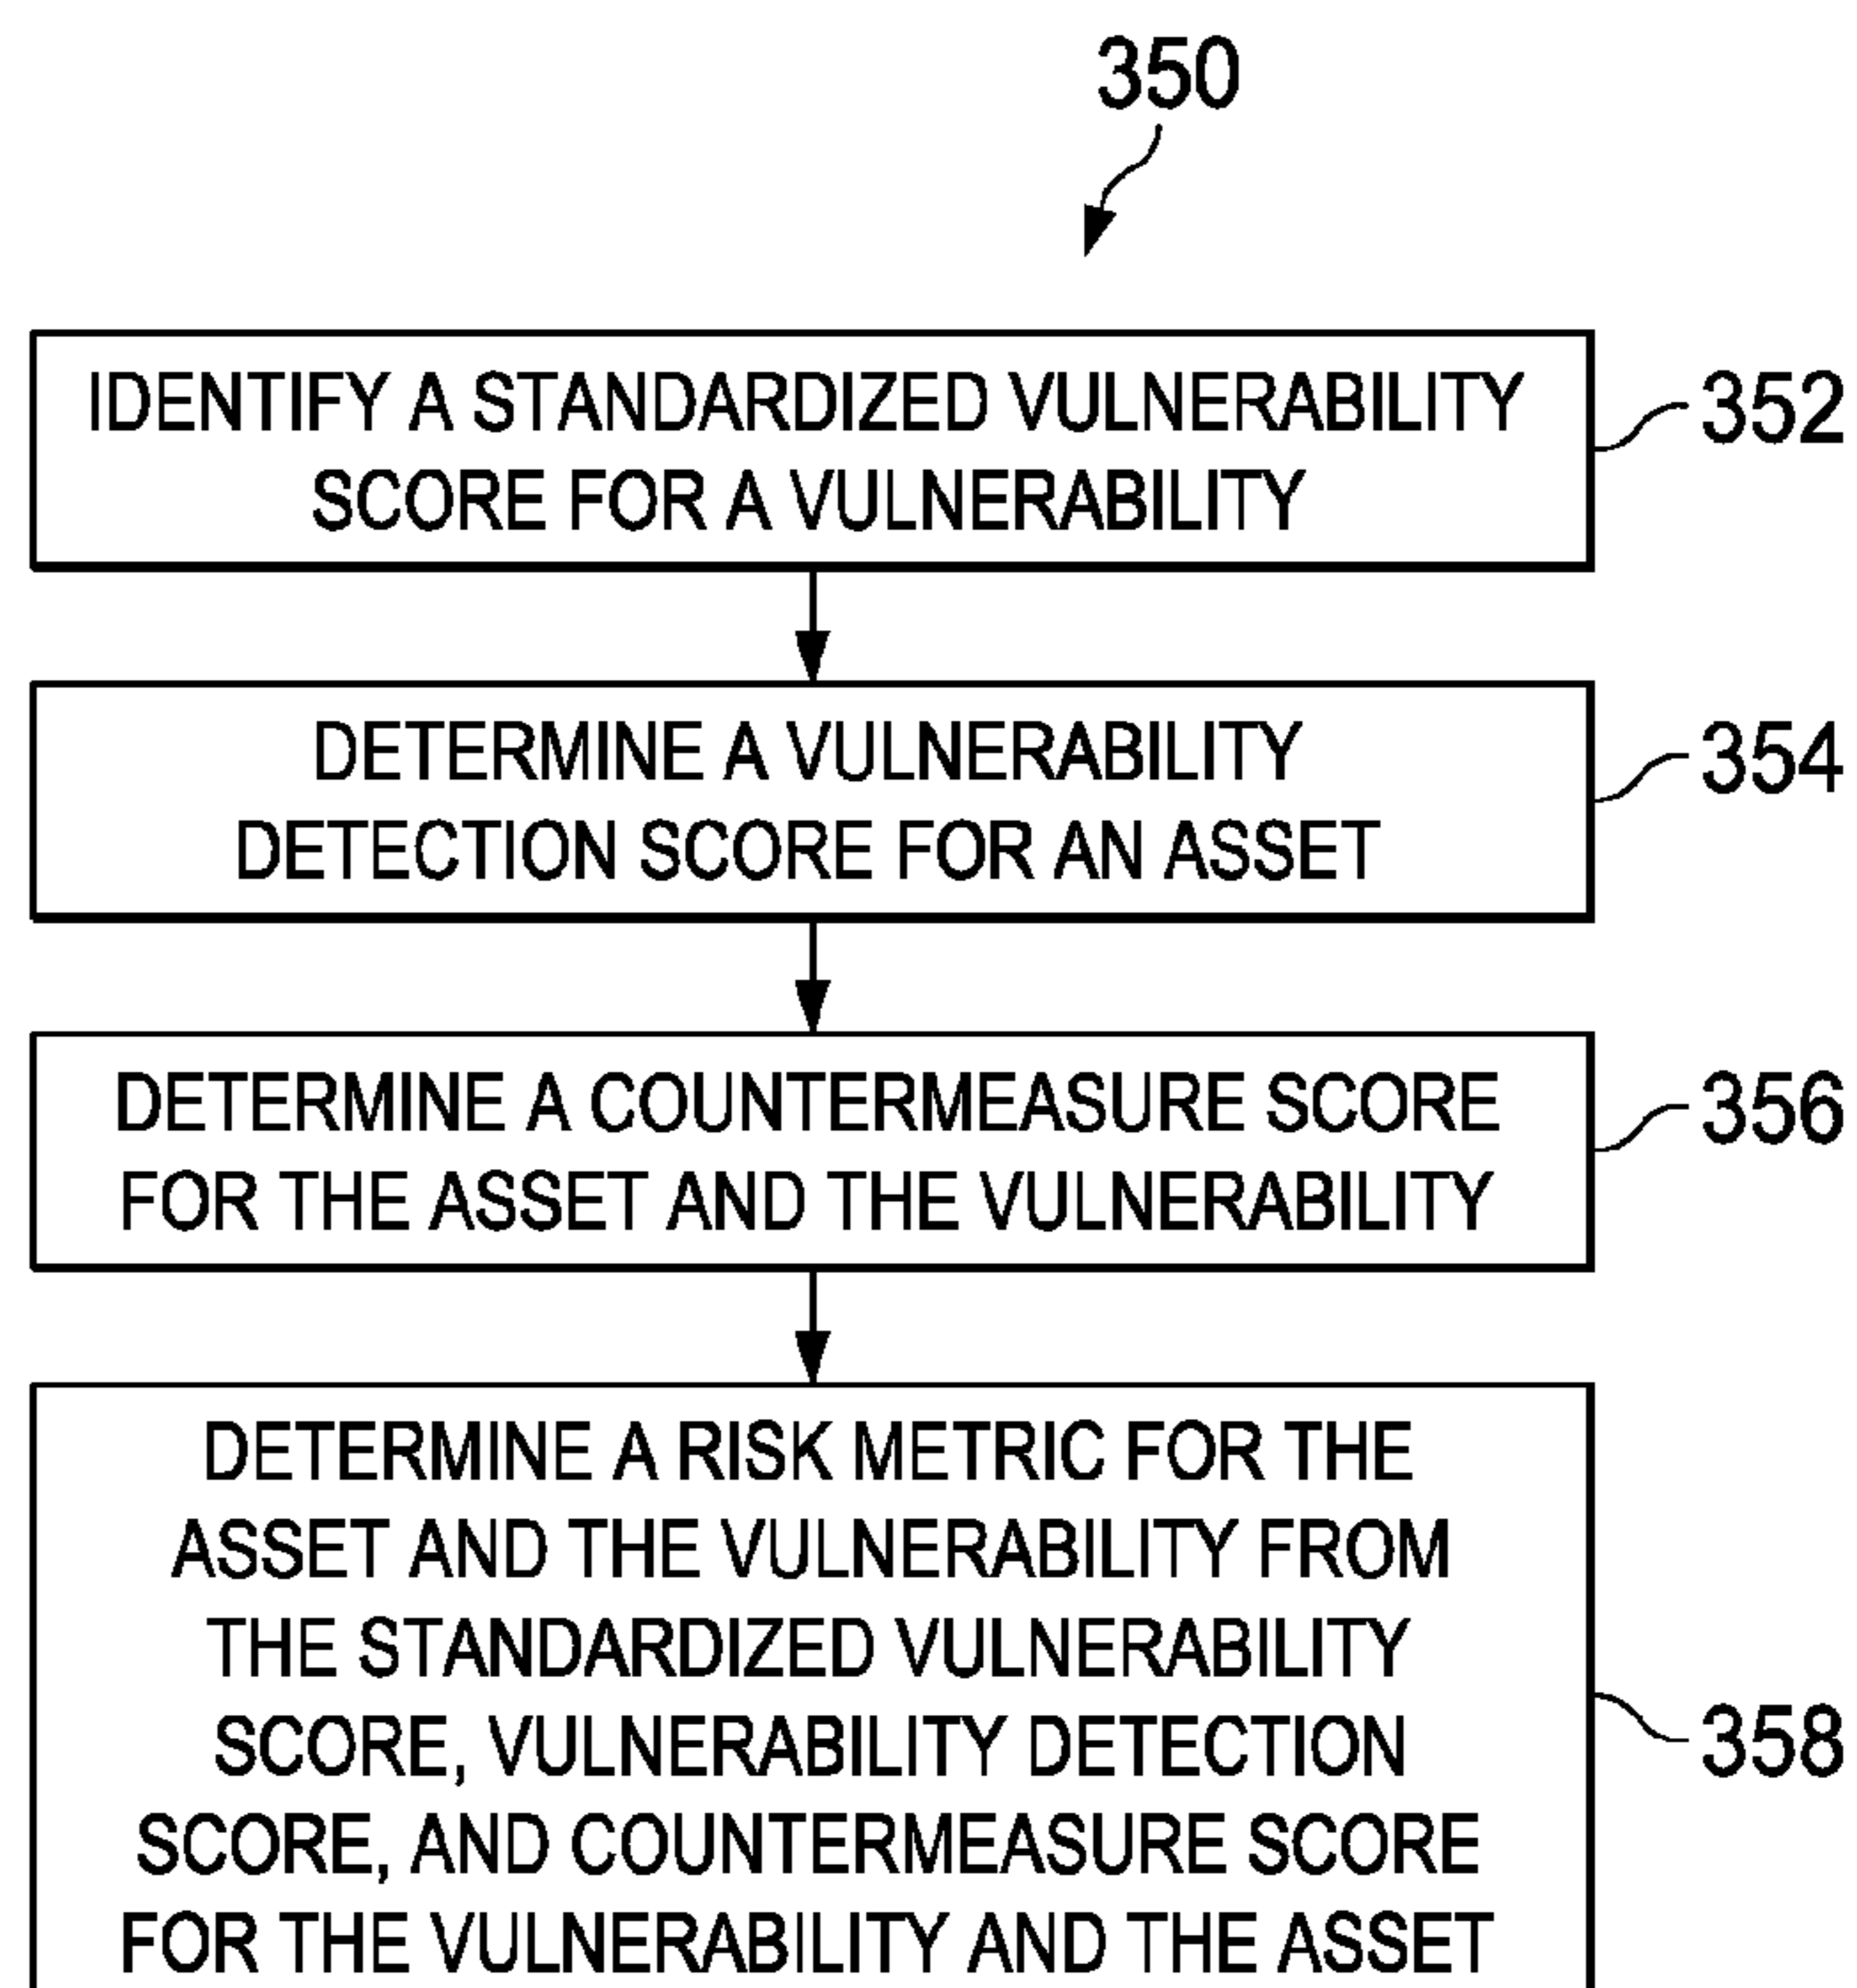 350
IDENTIFY A STANDARDIZED VULNERABILITY
SCORE FOR A VULNERABILITY
352
DETERMINE A VULNERABILITY
DETECTION SCORE FOR AN ASSET
354
DETERMINE A COUNTERMEASURE SCORE
FOR THE ASSET AND THE VULNERABILITY
356
DETERMINE A RISK METRIC FOR THE
ASSET AND THE VULNERABILITY FROM
THE STANDARDIZED VULNERABILITY
SCORE, VULNERABILITY DETECTION
SCORE, AND COUNTERMEASURE SCORE
FOR THE VULNERABILITY AND THE ASSET
358